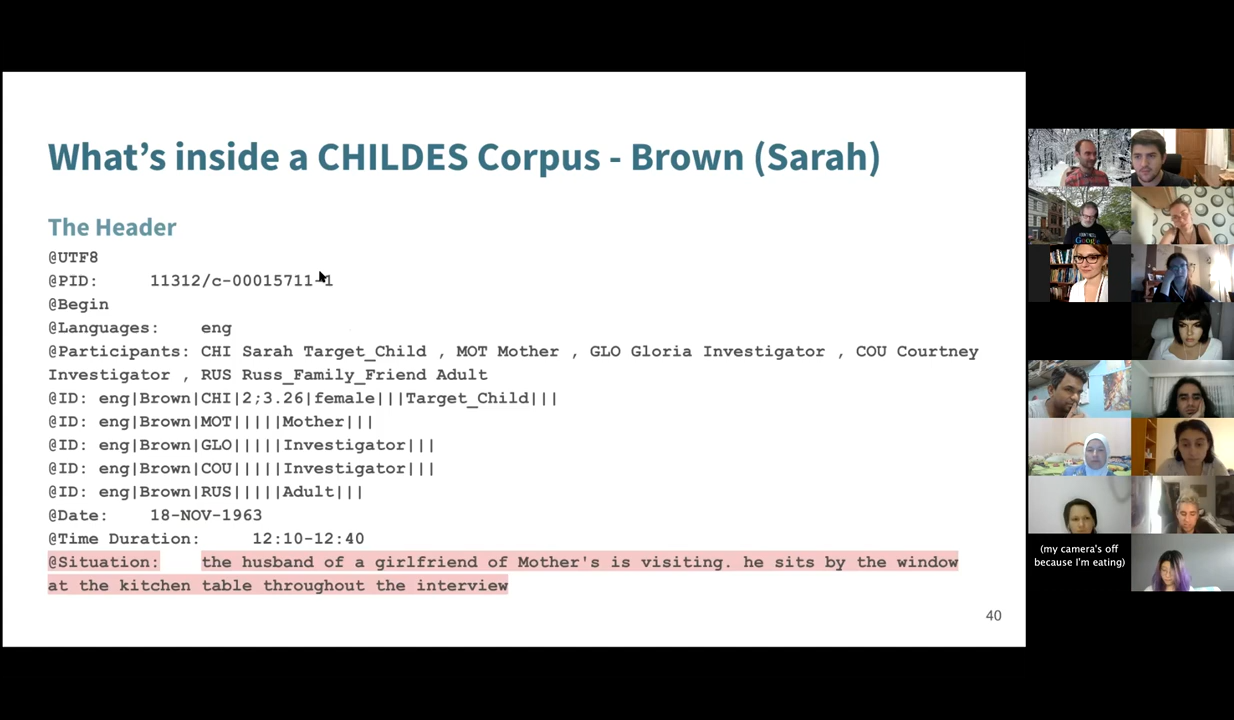 What's inside a CHILDES Corpus - Brown (Sarah)
The Header
@UTF8
@PID: 11312/c-00015711-1
@Begin
@Languages: eng
@Participants: CHI Sarah Target_Child , MOT Mother , GLO Gloria Investigator , COU Courtney
Investigator , RUS Russ_Family_Friend Adult
@ID: eng|Brown|CHI|2;3.26|female|||Target_Child|||
@ID: eng|Brown|MOT|||||Mother|||
@ID: eng|Brown|GLO|||||Investigator|||
@ID: eng|Brown|COU|||||Investigator|||
@ID: eng|Brown|RUS|||||Adult|||
@Date: 18-NOV-1963
@Time Duration: 12:10-12:40
@Situation: the husband of a girlfriend of Mother's is visiting. he sits by the window
at the kitchen table throughout the interview
40
Google
(my camera's off
because I'm eating)